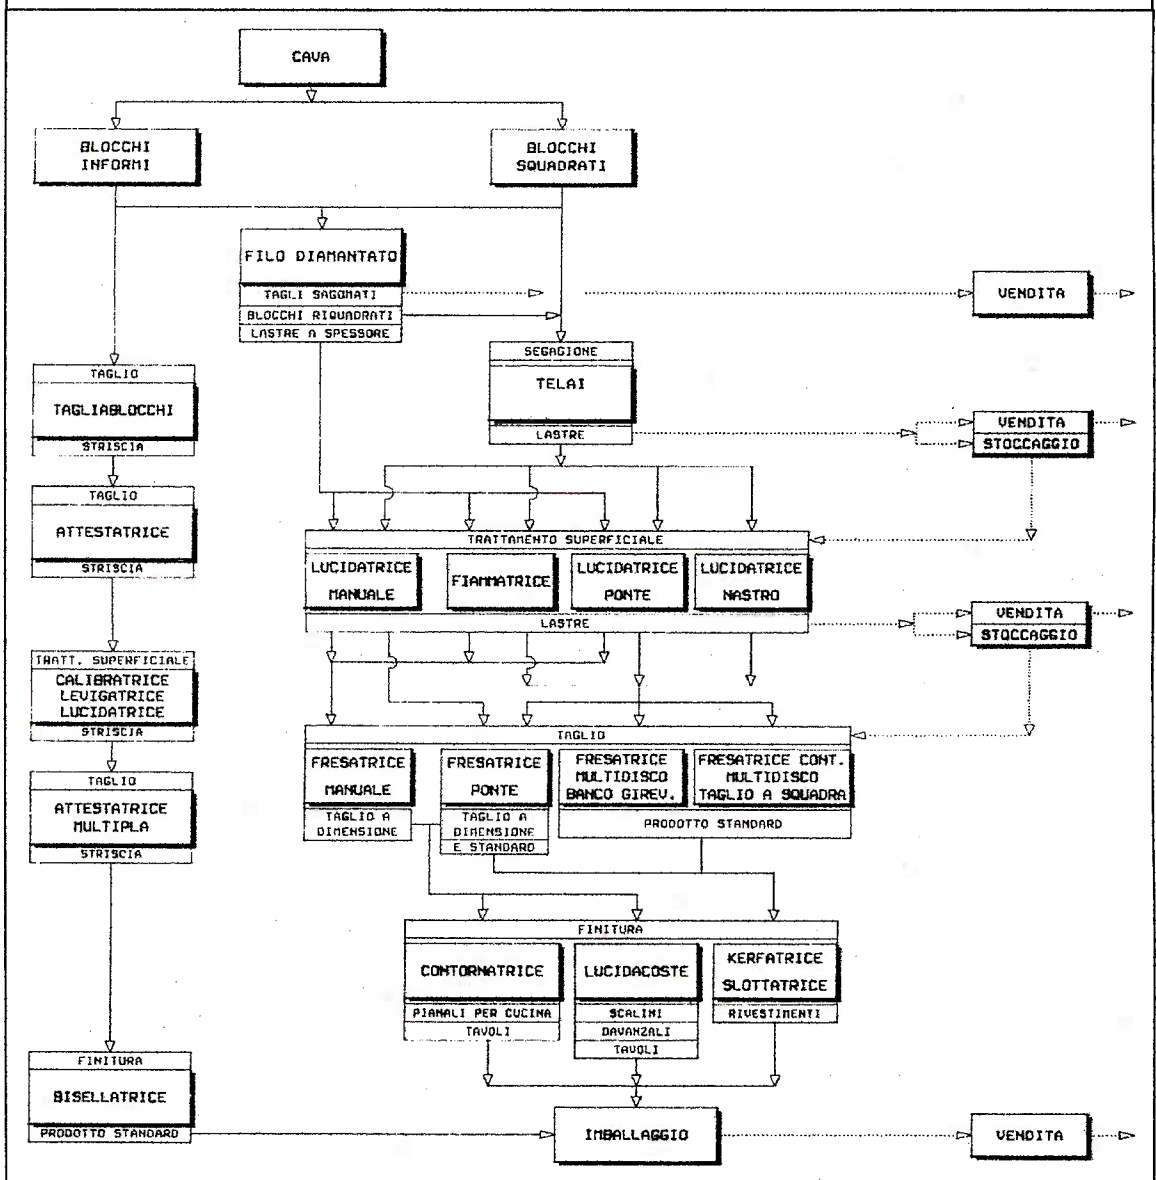 CAVA
BLOCCHI
INFORMI
BLOCCHI
SQUADRATI
FILO DIAMANTATO
TAGLI SAGOMATI
BLOCCHI RIQUADRATI
LASTRE A SPESSORE
VENDITA
SEGAGIONE
TELAI
LASTRE
VENDITA
STOCCAGGIO
TAGLIO
TAGLIABLOCCHI
STRISCIA
TAGLIO
ATTESTATRICE
STRISCIA
TRATTAMENTO SUPERFICIALE
LUCIDATRICE
MANUALE
FIAMMATRICE
LUCIDATRICE
PONTE
LUCIDATRICE
NASTRO
LASTRE
VENDITA
STOCCAGGIO
TRATT. SUPERFICIALE
CALIBRATRICE
LEVIGATRICE
LUCIDATRICE
STRISCIA
TAGLIO
FRESATRICE
MANUALE
TAGLIO A
DIMENSIONE
FRESATRICE
PONTE
TAGLIO A
DIMENSIONE
E STANDARD
FRESATRICE
MULTIDISCO
BANCO GIREV.
FRESATRICE CONT.
MULTIDISCO
TAGLIO A SQUADRA
PRODOTTO STANDARD
TAGLIO
ATTESTATRICE
MULTIPLA
STRISCIA
FINITURA
CONTORNATRICE
PIANALI PER CUCINA
TAVOLI
LUCIDACOSTE
SCALINI
DAVANZALI
TAVOLI
KERFATRICE
SLOTTATRICE
RIVESTIMENTI
FINITURA
BISELLATRICE
PRODOTTO STANDARD
IMBALLAGGIO
VENDITA